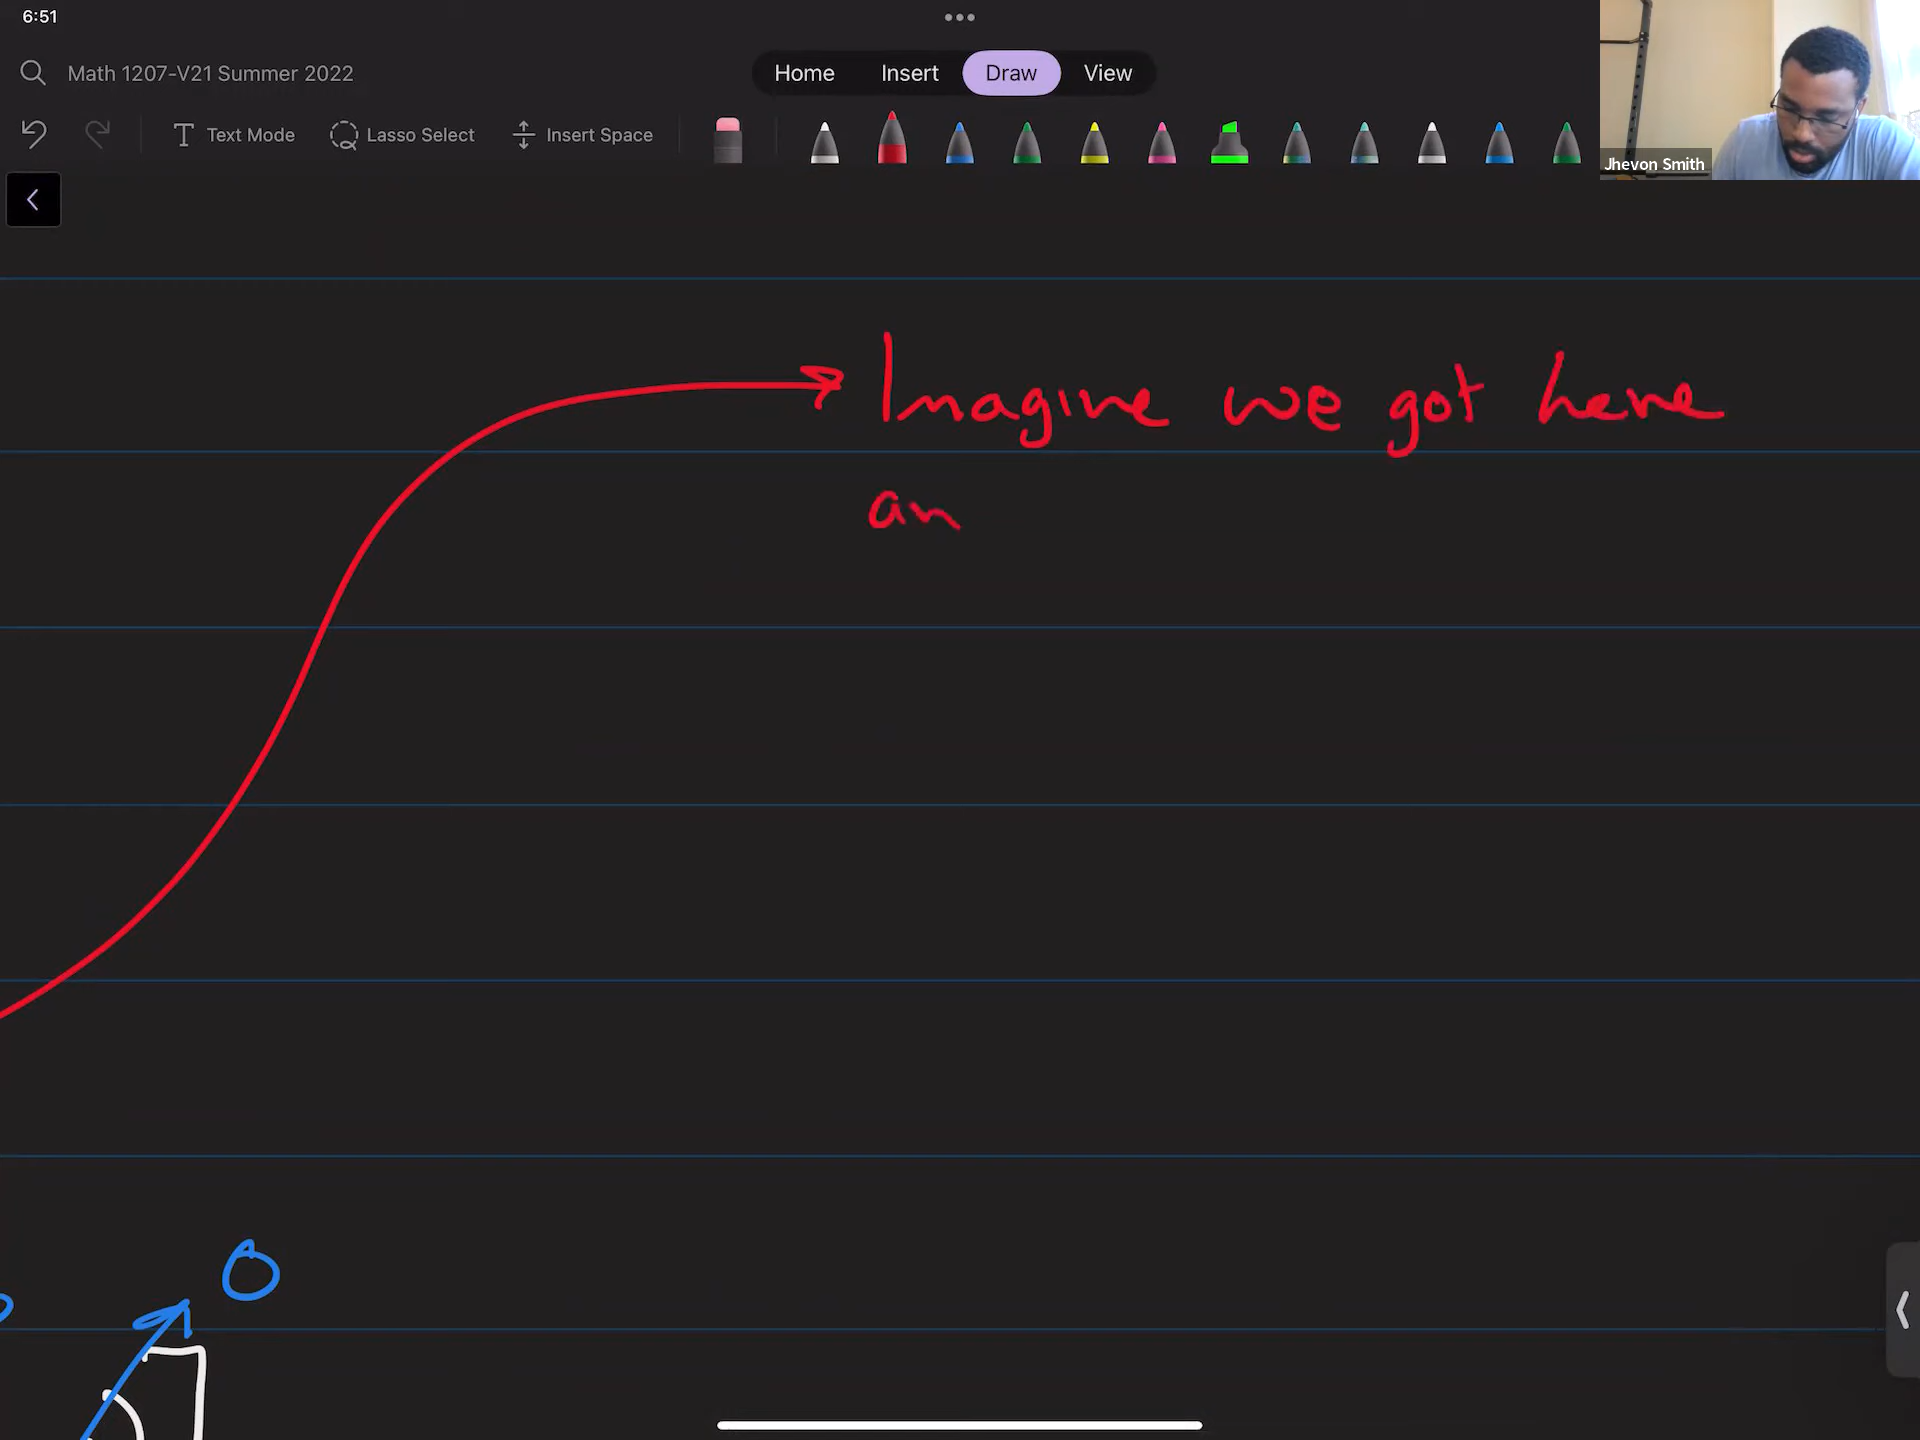 6:51
Math 1207-V21 Summer 2022
Home Insert Draw View
Text Mode Lasso Select Insert Space
Jhevon Smith
Imagine we got here
an
0